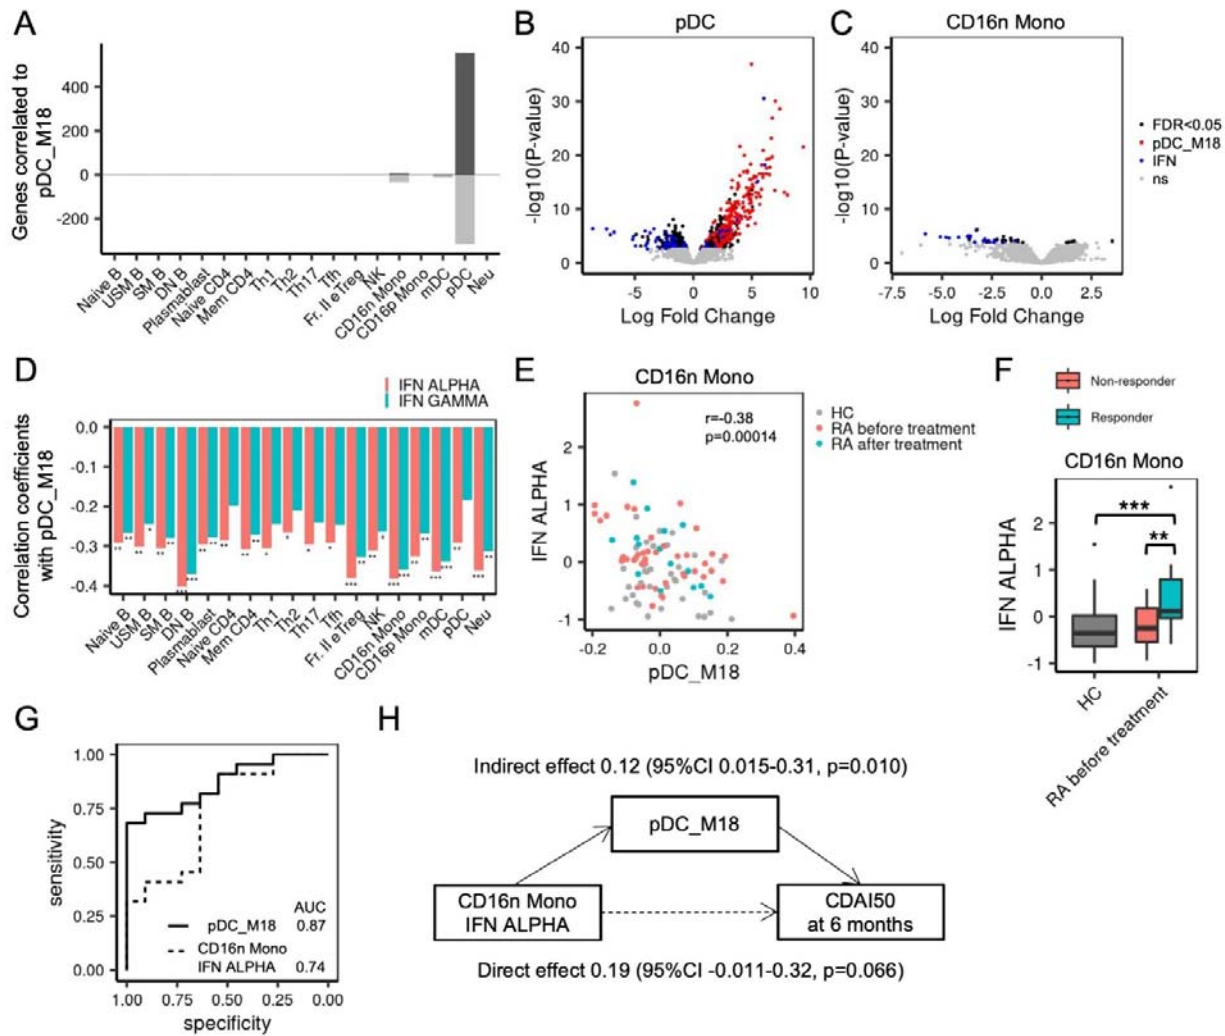 A
Genes correlated to
pDC_M18
400
200
0
-200
Naive B
USM B
SM B
DN B
Plasmablast
Naive CD4
Mem CD4
Th1
Th2
Th17
Tfh
Fr. II eTreg
NK
CD16n Mono
CD16p Mono
mDC
pDC
Neu
B
pDC
-log10(P-value)
40
30
20
10
0
-5
0
5
10
Log Fold Change
C
CD16n Mono
-log10(P-value)
40
30
20
10
0
-7.5
-5.0
-2.5
0.0
2.5
Log Fold Change
FDR<0.05
pDC_M18
IFN
ns
D
IFN ALPHA
IFN GAMMA
Correlation coefficients
with pDC_M18
0.0
-0.1
-0.2
-0.3
-0.4
Naive B
USM B
SM B
DN B
Plasmablast
Naive CD4
Mem CD4
Th1
Th2
Th17
Tfh
Fr. II eTreg
NK
CD16n Mono
CD16p Mono
mDC
pDC
Neu
E
CD16n Mono
r=-0.38
p=0.00014
IFN ALPHA
2
1
0
-1
-0.2
0.0
0.2
0.4
pDC_M18
HC
RA before treatment
RA after treatment
F
Non-responder
Responder
CD16n Mono
***
**
IFN ALPHA
2
1
0
-1
HC
RA before treatment
G
sensitivity
1.00
0.75
0.50
0.25
0.00
AUC
pDC_M18 0.87
CD16n Mono
IFN ALPHA 0.74
1.00
0.75
0.50
0.25
0.00
specificity
H
Indirect effect 0.12 (95%CI 0.015-0.31, p=0.010)
pDC_M18
CD16n Mono
IFN ALPHA
CDAI50
at 6 months
Direct effect 0.19 (95%CI -0.011-0.32, p=0.066)